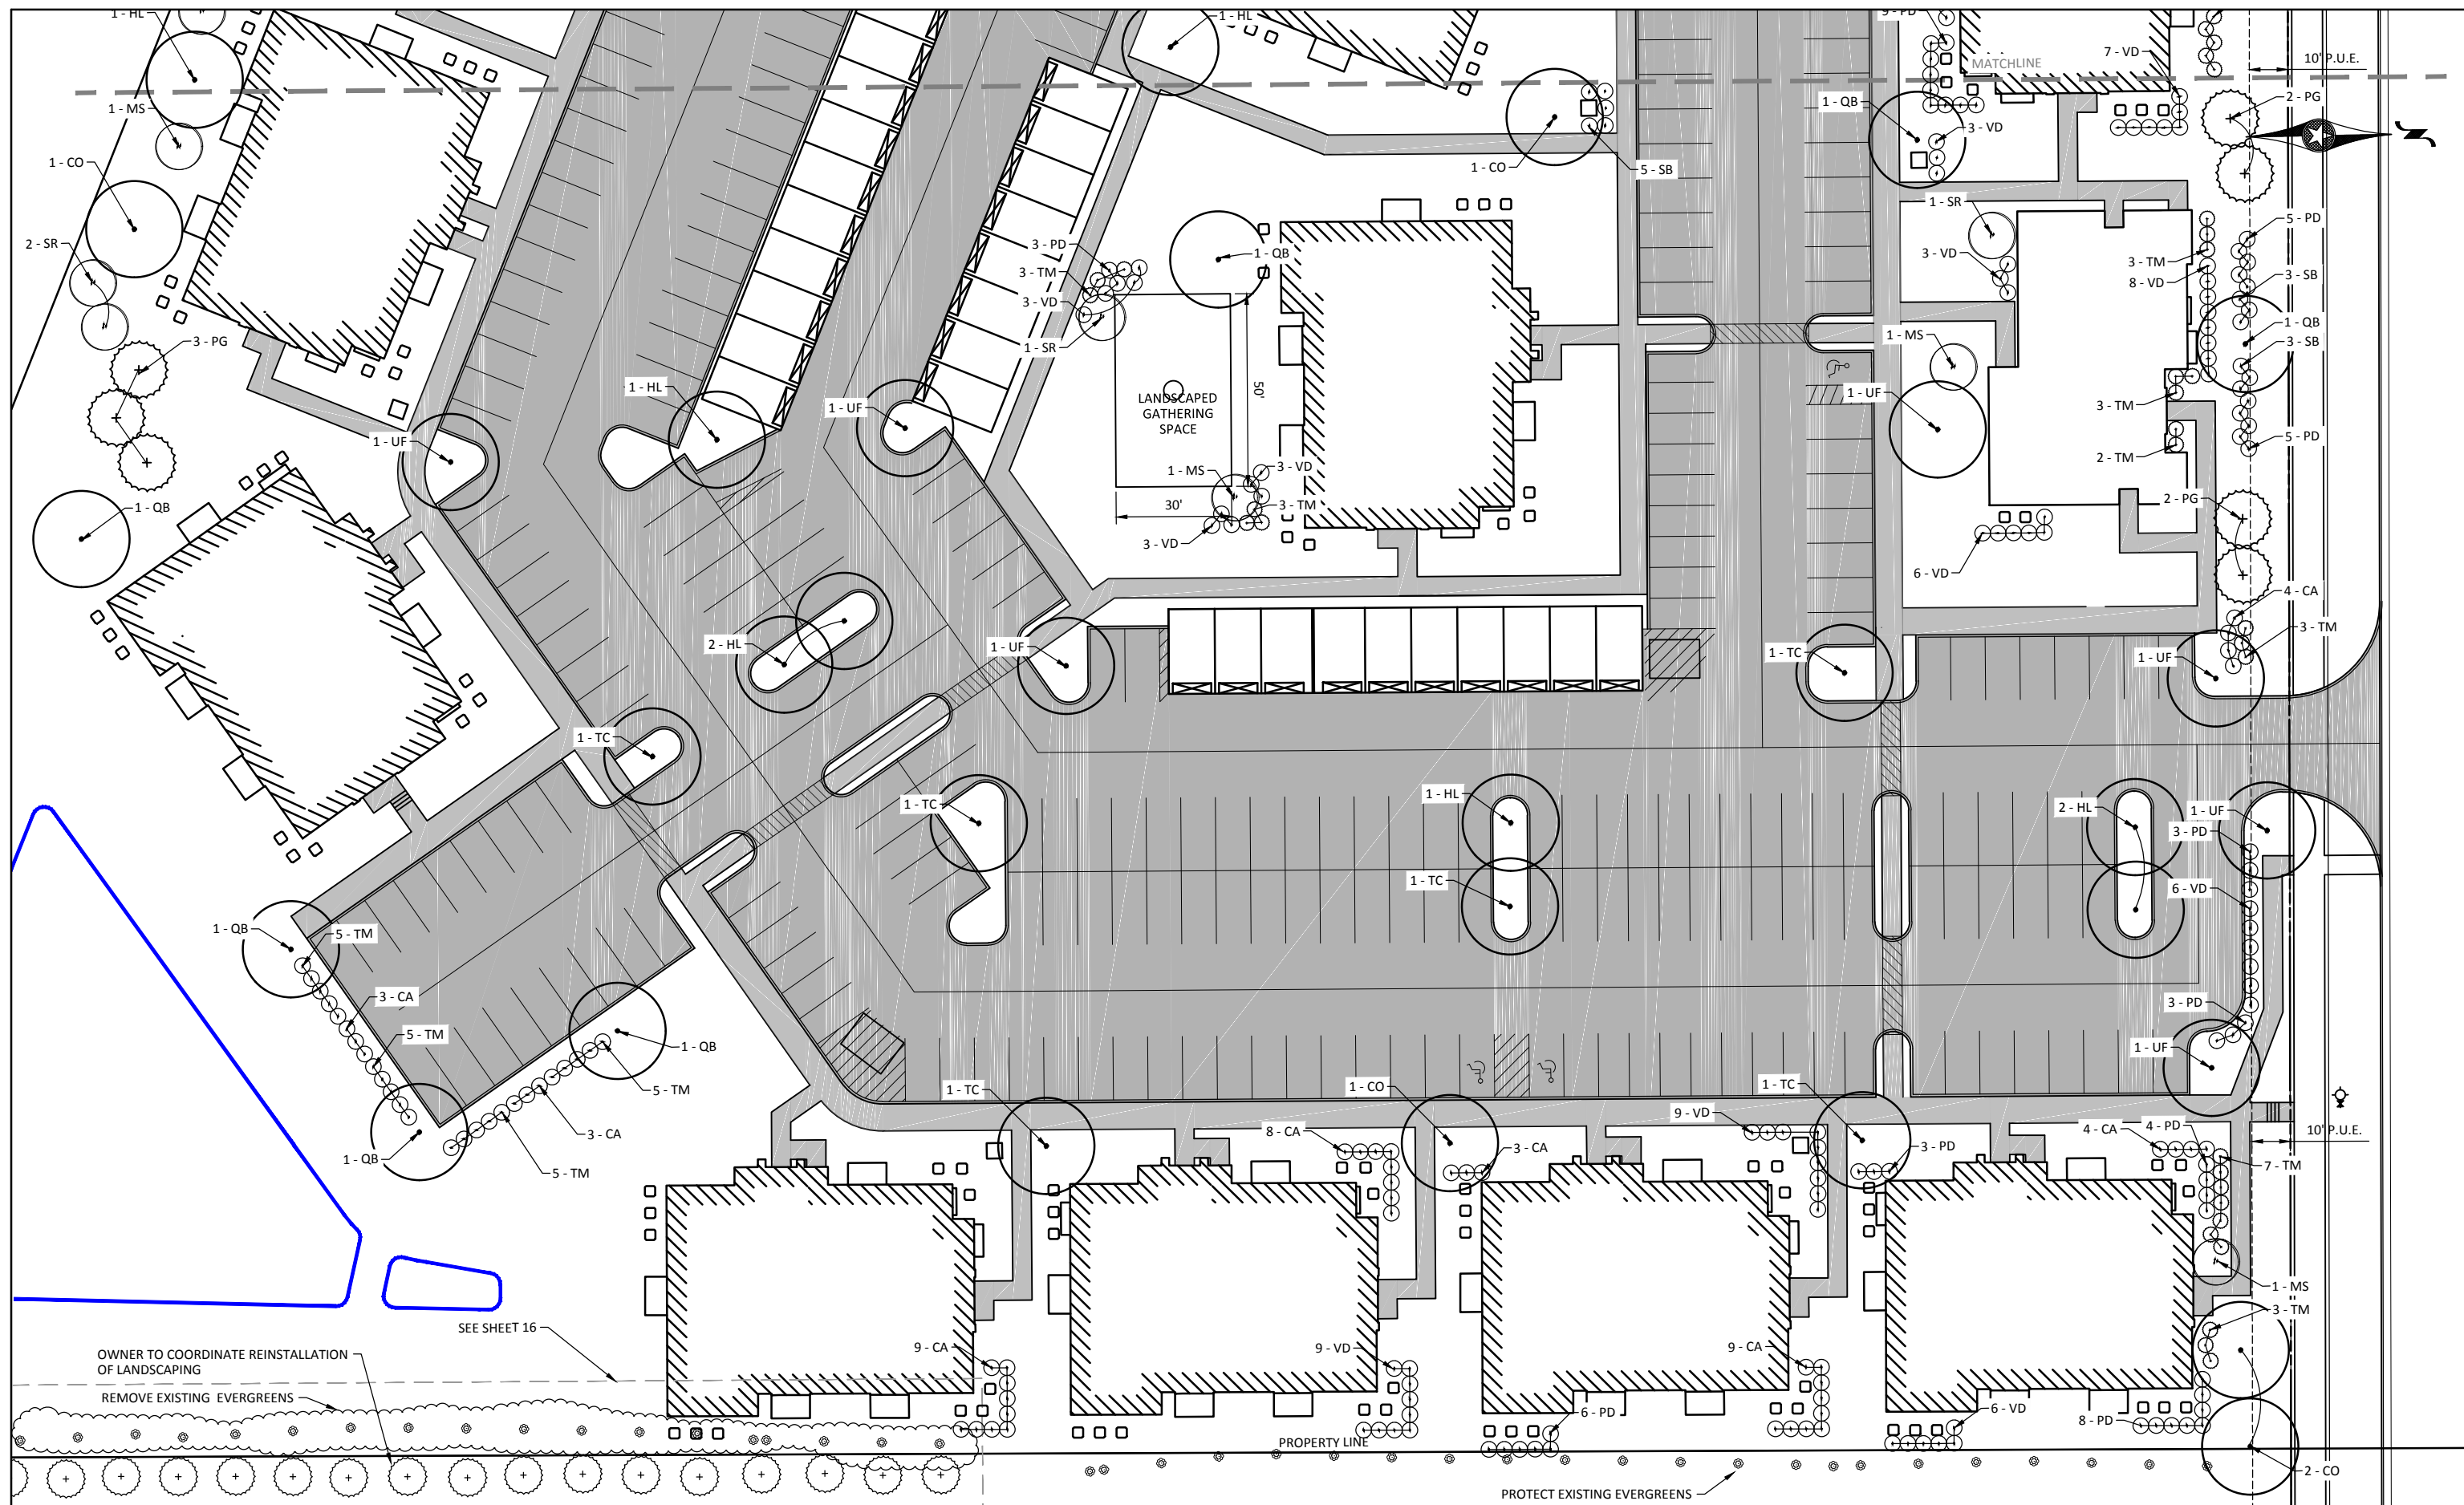 1 - HL
1 - HL
9 - PD
7 - VD
MATCHLINE
10' P.U.E.
1 - MS
1 - QB
2 - PG
3 - VD
1 - CO
1 - CO
5 - SB
1 - SR
5 - PD
2 - SR
3 - PD
1 - QB
3 - VD
3 - TM
3 - TM
3 - SB
8 - VD
3 - VD
1 - QB
1 - SR
1 - MS
3 - SB
3 - PG
1 - HL
50'
LANDSCAPED
GATHERING
SPACE
1 - UF
1 - UF
3 - TM
1 - UF
5 - PD
2 - TM
1 - MS
3 - VD
2 - PG
1 - QB
30'
3 - TM
3 - VD
6 - VD
4 - CA
3 - TM
2 - HL
1 - UF
1 - TC
1 - UF
1 - TC
1 - TC
1 - HL
2 - HL
1 - UF
3 - PD
1 - TC
6 - VD
1 - QB
5 - TM
3 - CA
3 - PD
5 - TM
1 - QB
1 - UF
5 - TM
1 - TC
1 - CO
1 - TC
9 - VD
3 - CA
8 - CA
4 - CA
4 - PD
10' P.U.E.
1 - QB
5 - TM
3 - CA
3 - PD
7 - TM
1 - MS
3 - TM
SEE SHEET 16
OWNER TO COORDINATE REINSTALLATION
OF LANDSCAPING
9 - CA
9 - VD
9 - CA
REMOVE EXISTING EVERGREENS
6 - PD
6 - VD
8 - PD
PROPERTY LINE
2 - CO
PROTECT EXISTING EVERGREENS